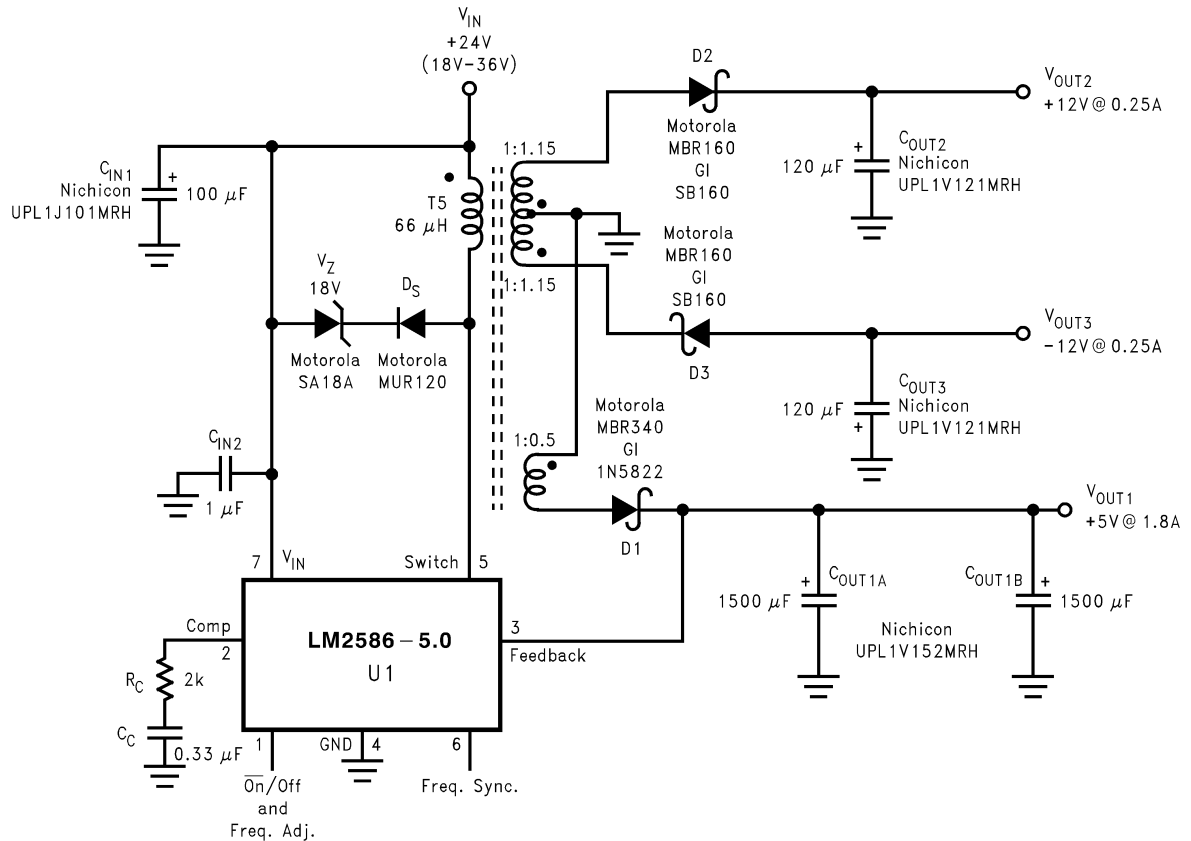 V_IN
+24V
(18V–36V)
C_IN1
Nichicon
UPL1J101MRH
+
100 μF
T5
66 μH
1:1.15
1:1.15
D2
Motorola
MBR160
GI
SB160
V_OUT2
+12V@ 0.25A
+
120 μF
C_OUT2
Nichicon
UPL1V121MRH
V_Z
18V
D_S
Motorola
SA18A
Motorola
MUR120
Motorola
MBR160
GI
SB160
D3
V_OUT3
-12V@ 0.25A
120 μF
+
C_OUT3
Nichicon
UPL1V121MRH
C_IN2
1 μF
1:0.5
Motorola
MBR340
GI
1N5822
D1
V_OUT1
+5V@ 1.8A
+
C_OUT1A
1500 μF
C_OUT1B
+
1500 μF
Nichicon
UPL1V152MRH
7
V_IN
Switch
5
Comp
2
LM2586–5.0
U1
3
Feedback
R_C
2k
C_C
0.33 μF
1
GND
4
6
O̅n̅/Off
and
Freq. Adj.
Freq. Sync.